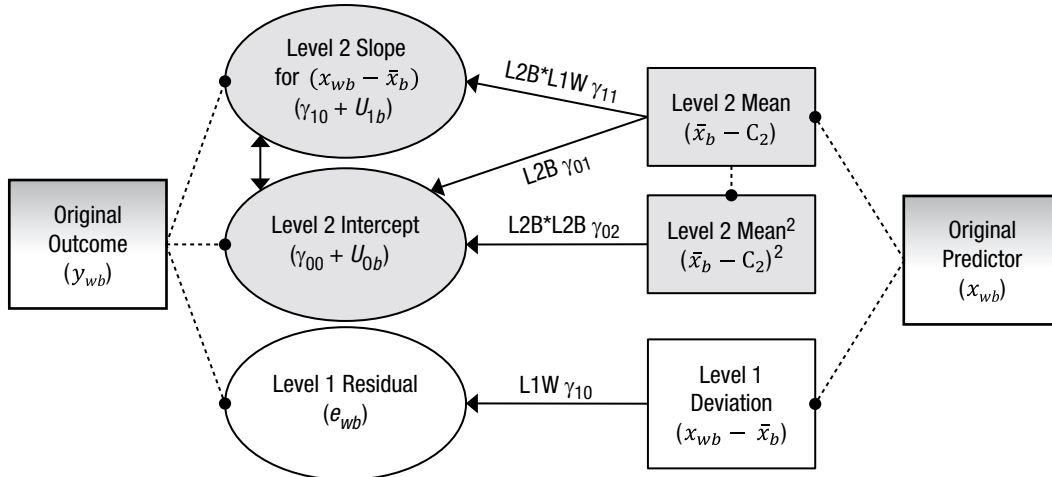 Level 2 Slope
for (x_wb − x̄_b)
(γ₁₀ + U_1b)
L2B*L1W γ₁₁
Level 2 Mean
(x̄_b − C₂)
L2B γ₀₁
Original
Outcome
(y_wb)
Level 2 Intercept
(γ₀₀ + U_0b)
L2B*L2B γ₀₂
Level 2 Mean²
(x̄_b − C₂)²
Original
Predictor
(x_wb)
Level 1 Residual
(e_wb)
L1W γ₁₀
Level 1
Deviation
(x_wb − x̄_b)